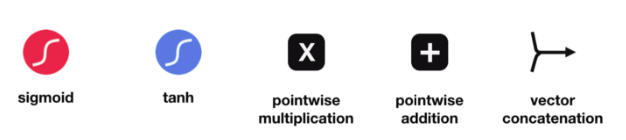 X
+
sigmoid
tanh
pointwise
multiplication
pointwise
addition
vector
concatenation